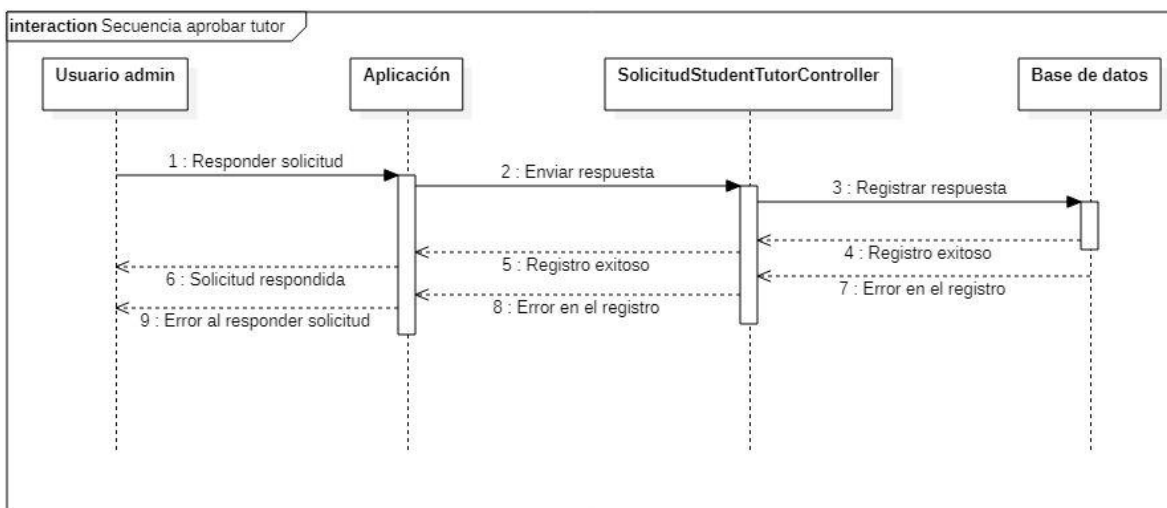 interaction Secuencia aprobar tutor
Usuario admin
Aplicación
SolicitudStudentTutorController
Base de datos
1 : Responder solicitud
2 : Enviar respuesta
3 : Registrar respuesta
4 : Registro exitoso
5 : Registro exitoso
6 : Solicitud respondida
7 : Error en el registro
8 : Error en el registro
9 : Error al responder solicitud